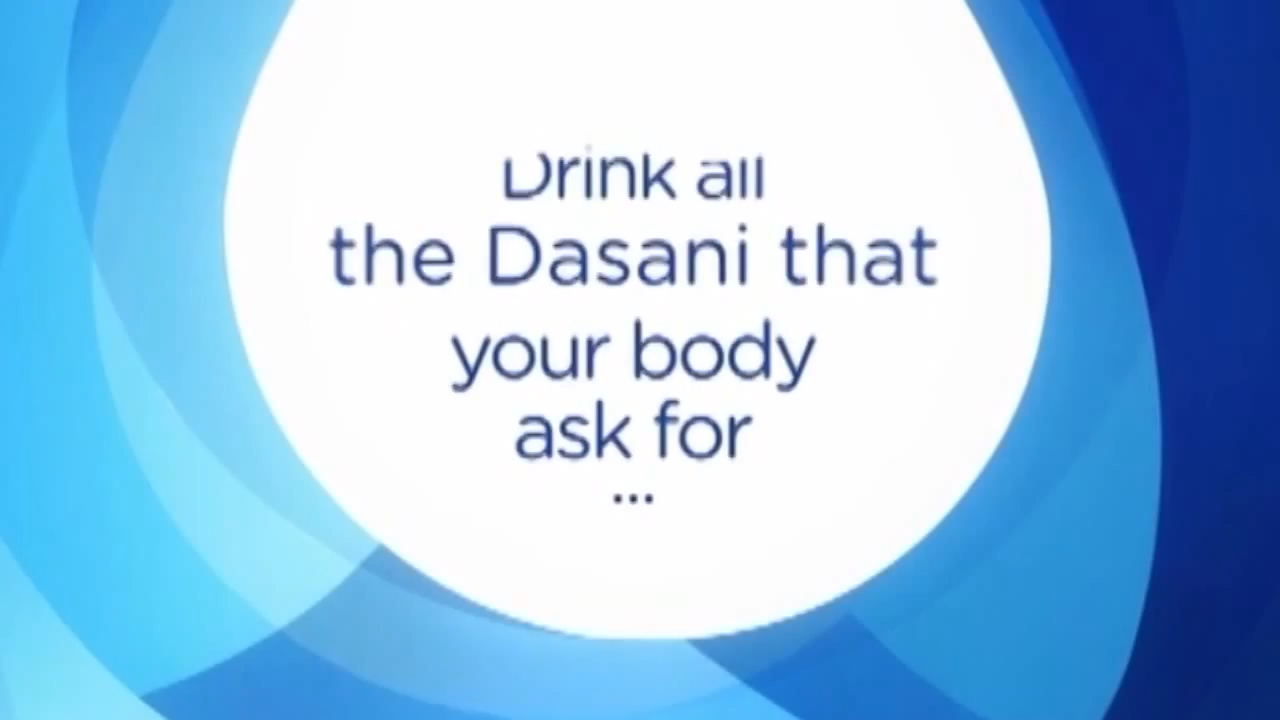 Drink all
the Dasani that
your body
ask for
...